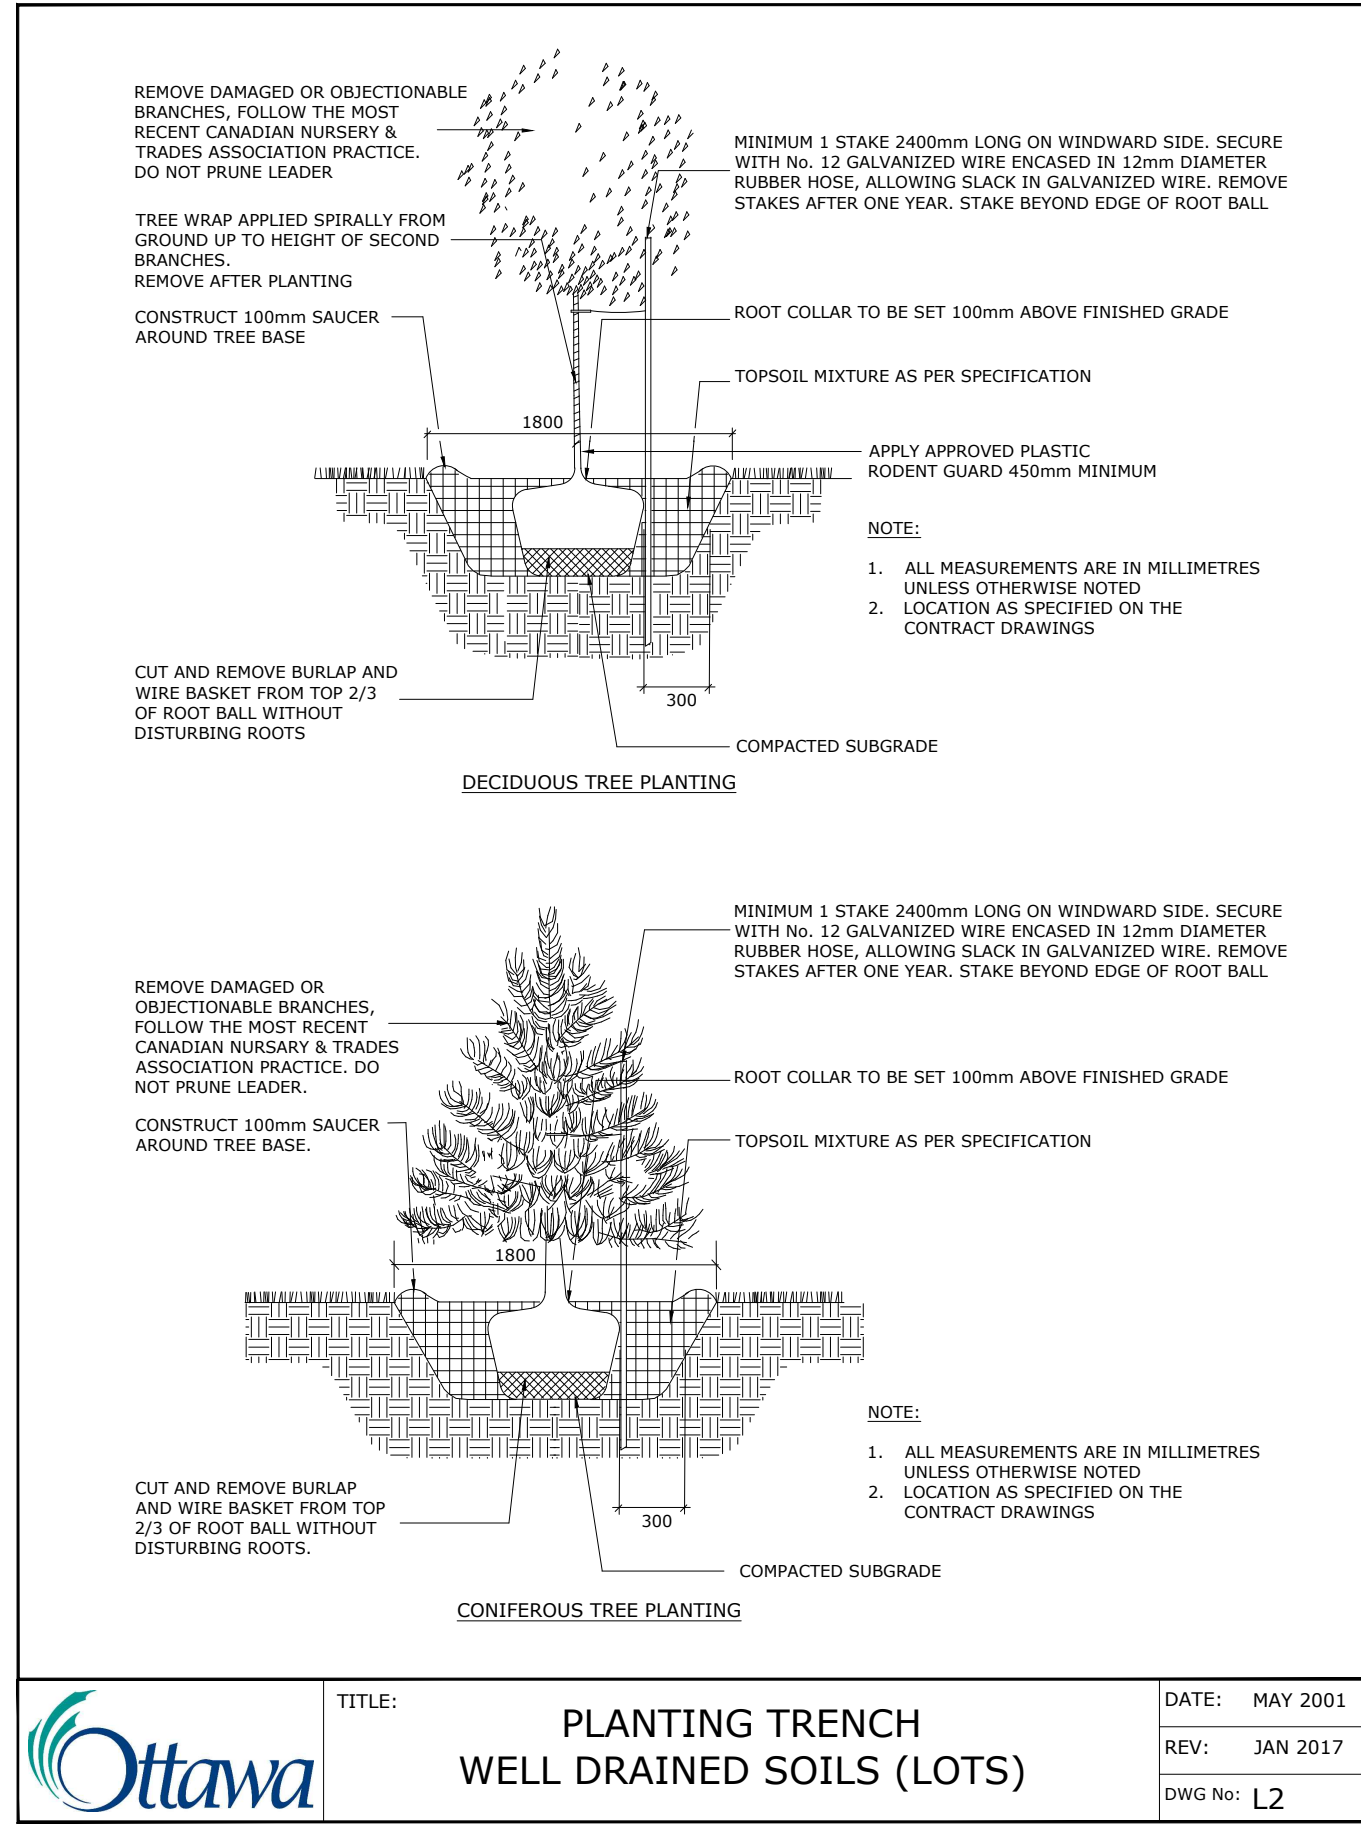 REMOVE DAMAGED OR OBJECTIONABLE
BRANCHES, FOLLOW THE MOST
RECENT CANADIAN NURSERY &
TRADES ASSOCIATION PRACTICE.
DO NOT PRUNE LEADER
TREE WRAP APPLIED SPIRALLY FROM
GROUND UP TO HEIGHT OF SECOND
BRANCHES.
REMOVE AFTER PLANTING
CONSTRUCT 100mm SAUCER
AROUND TREE BASE
MINIMUM 1 STAKE 2400mm LONG ON WINDWARD SIDE. SECURE
WITH No. 12 GALVANIZED WIRE ENCASED IN 12mm DIAMETER
RUBBER HOSE, ALLOWING SLACK IN GALVANIZED WIRE. REMOVE
STAKES AFTER ONE YEAR. STAKE BEYOND EDGE OF ROOT BALL
ROOT COLLAR TO BE SET 100mm ABOVE FINISHED GRADE
TOPSOIL MIXTURE AS PER SPECIFICATION
1800
APPLY APPROVED PLASTIC
RODENT GUARD 450mm MINIMUM
NOTE:
1. ALL MEASUREMENTS ARE IN MILLIMETRES
UNLESS OTHERWISE NOTED
2. LOCATION AS SPECIFIED ON THE
CONTRACT DRAWINGS
CUT AND REMOVE BURLAP AND
WIRE BASKET FROM TOP 2/3
OF ROOT BALL WITHOUT
DISTURBING ROOTS
300
COMPACTED SUBGRADE
DECIDUOUS TREE PLANTING
MINIMUM 1 STAKE 2400mm LONG ON WINDWARD SIDE. SECURE
WITH No. 12 GALVANIZED WIRE ENCASED IN 12mm DIAMETER
RUBBER HOSE, ALLOWING SLACK IN GALVANIZED WIRE. REMOVE
STAKES AFTER ONE YEAR. STAKE BEYOND EDGE OF ROOT BALL
REMOVE DAMAGED OR
OBJECTIONABLE BRANCHES,
FOLLOW THE MOST RECENT
CANADIAN NURSARY & TRADES
ASSOCIATION PRACTICE. DO
NOT PRUNE LEADER.
ROOT COLLAR TO BE SET 100mm ABOVE FINISHED GRADE
CONSTRUCT 100mm SAUCER
AROUND TREE BASE.
TOPSOIL MIXTURE AS PER SPECIFICATION
1800
NOTE:
1. ALL MEASUREMENTS ARE IN MILLIMETRES
UNLESS OTHERWISE NOTED
2. LOCATION AS SPECIFIED ON THE
CONTRACT DRAWINGS
CUT AND REMOVE BURLAP
AND WIRE BASKET FROM TOP
2/3 OF ROOT BALL WITHOUT
DISTURBING ROOTS.
300
COMPACTED SUBGRADE
CONIFEROUS TREE PLANTING
Ottawa
TITLE:
PLANTING TRENCH
WELL DRAINED SOILS (LOTS)
DATE: MAY 2001
REV: JAN 2017
DWG No: L2